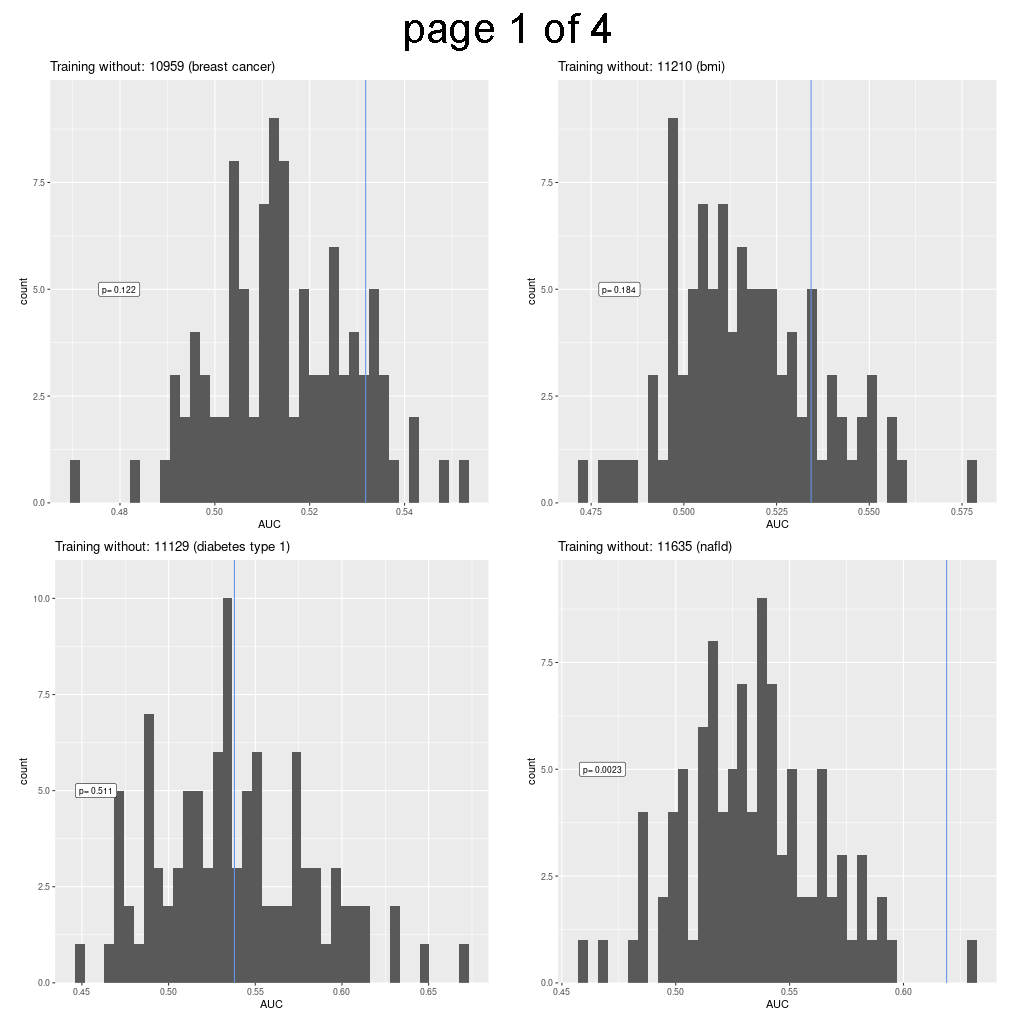 page 1 of 4
Training without: 10959 (breast cancer)
count
7.5
5.0
2.5
0.0
p= 0.122
0.48 0.50 0.52 0.54
AUC
Training without: 11210 (bmi)
count
7.5
5.0
2.5
0.0
p= 0.184
0.475 0.500 0.525 0.550 0.575
AUC
Training without: 11129 (diabetes type 1)
count
10.0
7.5
5.0
2.5
0.0
p= 0.511
0.45 0.50 0.55 0.60 0.65
AUC
Training without: 11635 (nafld)
count
7.5
5.0
2.5
0.0
p= 0.0023
0.45 0.50 0.55 0.60
AUC